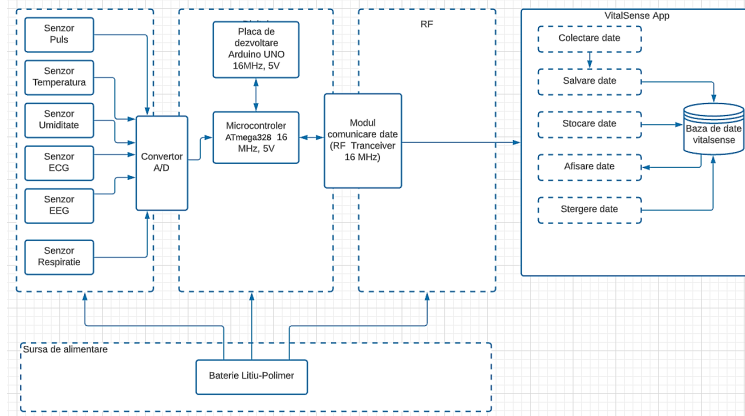 Senzor
Puls
Senzor
Temperatura
Senzor
Umiditate
Senzor
ECG
Senzor
EEG
Senzor
Respiratie
Convertor
A/D
Placa de
dezvoltare
Arduino UNO
16MHz, 5V
Microcontroler
ATmega328 16
MHz, 5V
Modul
comunicare date
(RF Tranceiver
16 MHz)
RF
VitalSense App
Colectare date
Salvare date
Stocare date
Afisare date
Stergere date
Baza de date
vitalsense
Sursa de alimentare
Baterie Litiu-Polimer